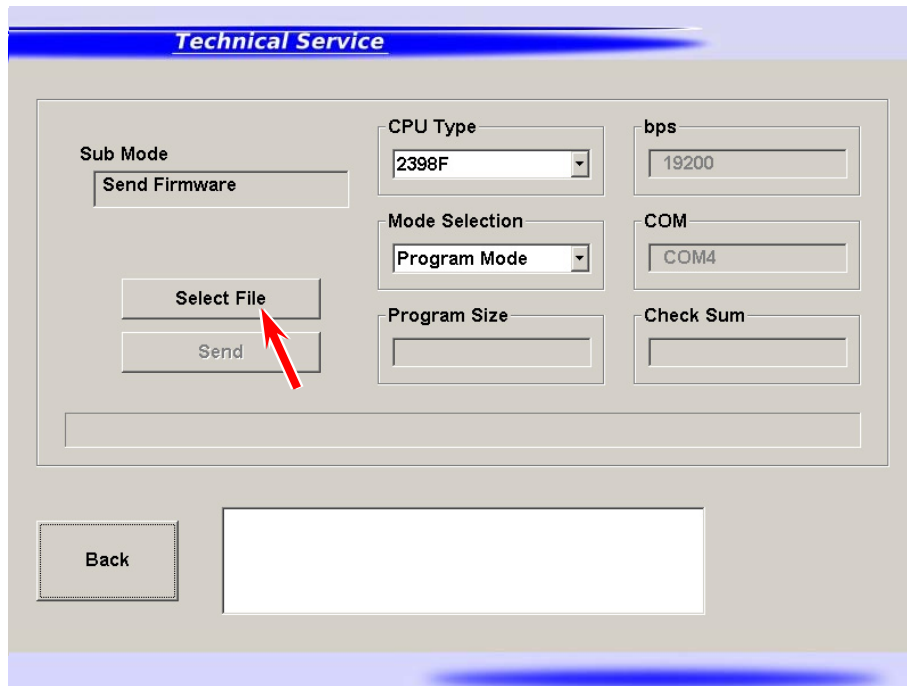 Technical Service
Sub Mode
Send Firmware
CPU Type
2398F
bps
19200
Mode Selection
Program Mode
COM
COM4
Select File
Send
Program Size
Check Sum
Back